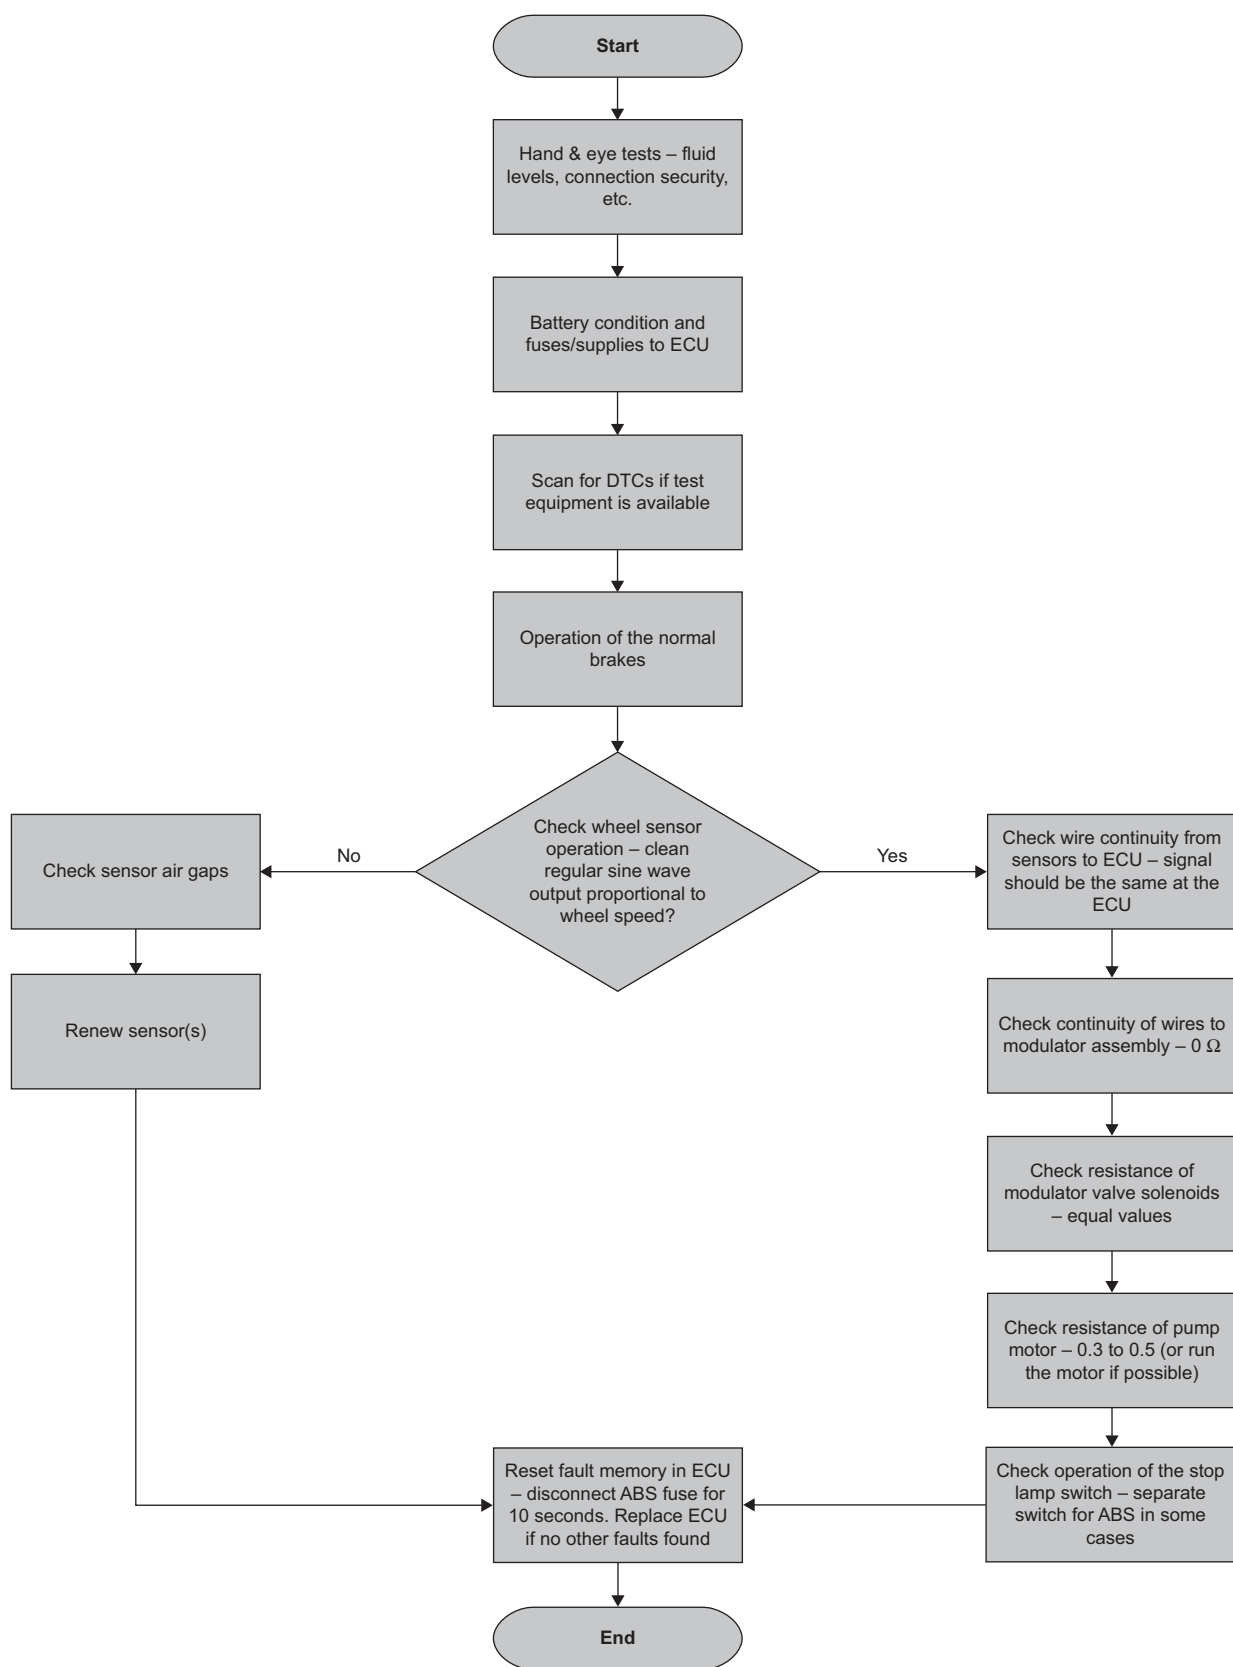 Start
Hand & eye tests – fluid
levels, connection security,
etc.
Battery condition and
fuses/supplies to ECU
Scan for DTCs if test
equipment is available
Operation of the normal
brakes
Check wheel sensor
operation – clean
regular sine wave
output proportional to
wheel speed?
No
Yes
Check sensor air gaps
Renew sensor(s)
Check wire continuity from
sensors to ECU – signal
should be the same at the
ECU
Check continuity of wires to
modulator assembly – 0 Ω
Check resistance of
modulator valve solenoids
– equal values
Check resistance of pump
motor – 0.3 to 0.5 (or run
the motor if possible)
Check operation of the stop
lamp switch – separate
switch for ABS in some
cases
Reset fault memory in ECU
– disconnect ABS fuse for
10 seconds. Replace ECU
if no other faults found
End